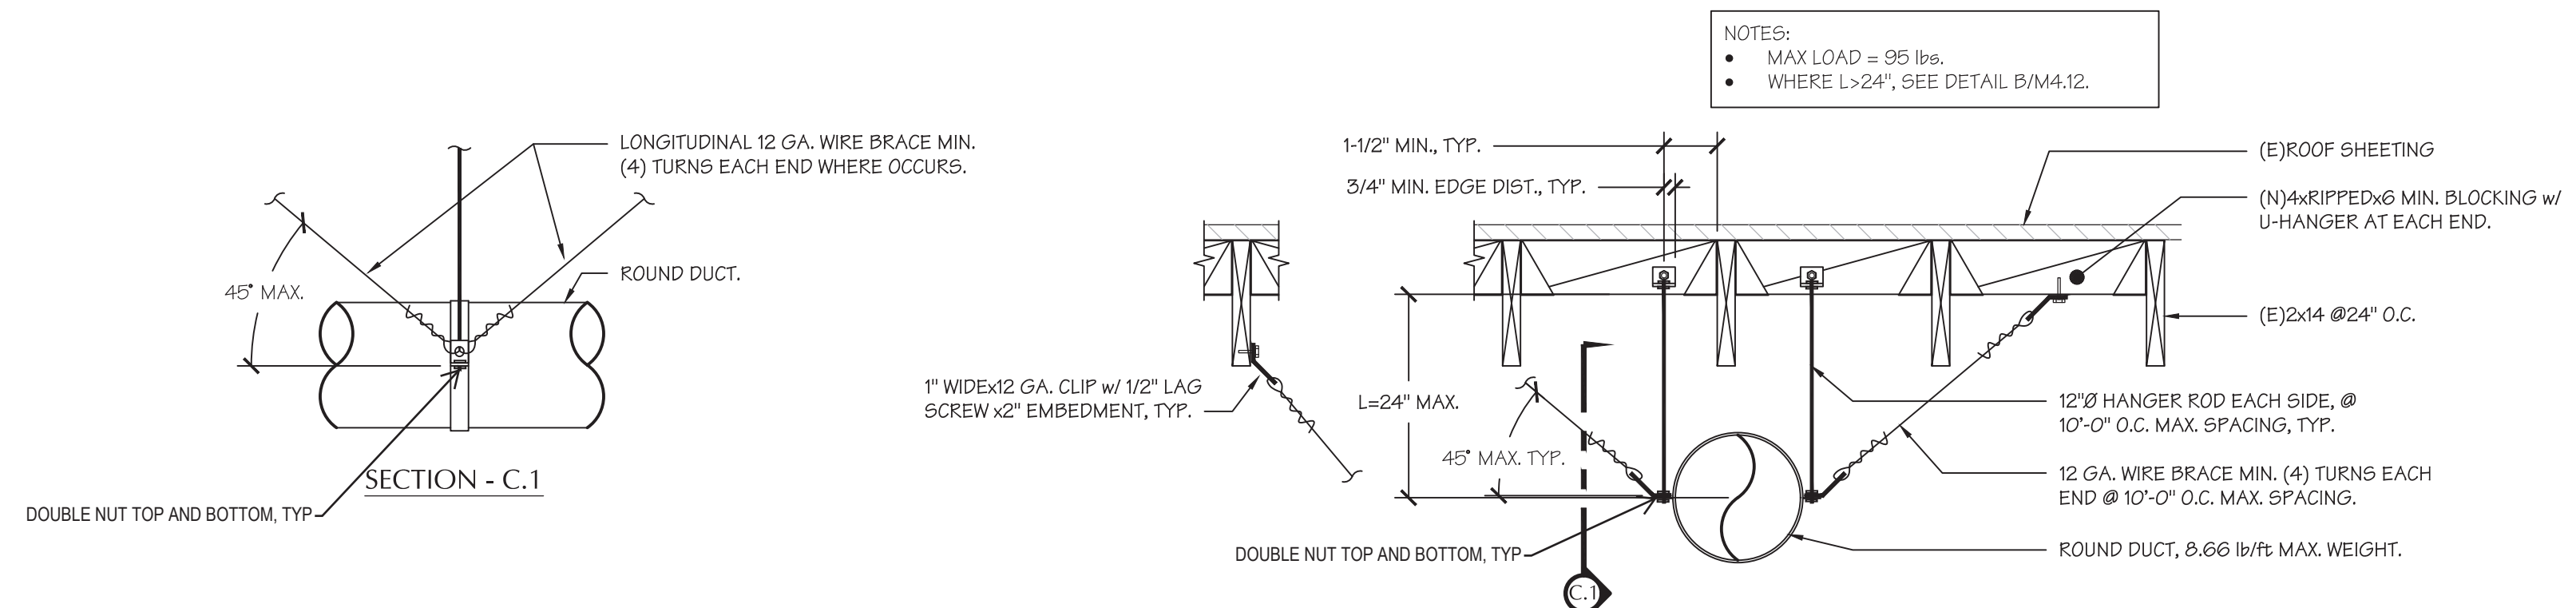 NOTES:
• MAX LOAD = 95 lbs.
• WHERE L>24", SEE DETAIL B/M4.12.
LONGITUDINAL 12 GA. WIRE BRACE MIN.
(4) TURNS EACH END WHERE OCCURS.
ROUND DUCT.
45° MAX.
SECTION - C.1
DOUBLE NUT TOP AND BOTTOM, TYP
1-1/2" MIN., TYP.
3/4" MIN. EDGE DIST., TYP.
1" WIDEx12 GA. CLIP w/ 1/2" LAG
SCREW x2" EMBEDMENT, TYP.
L=24" MAX.
45° MAX. TYP.
DOUBLE NUT TOP AND BOTTOM, TYP
C.1
(E)ROOF SHEETING
(N)4xRIPPEDx6 MIN. BLOCKING w/
U-HANGER AT EACH END.
(E)2x14 @24" O.C.
12"Ø HANGER ROD EACH SIDE, @
10'-0" O.C. MAX. SPACING, TYP.
12 GA. WIRE BRACE MIN. (4) TURNS EACH
END @ 10'-0" O.C. MAX. SPACING.
ROUND DUCT, 8.66 lb/ft MAX. WEIGHT.